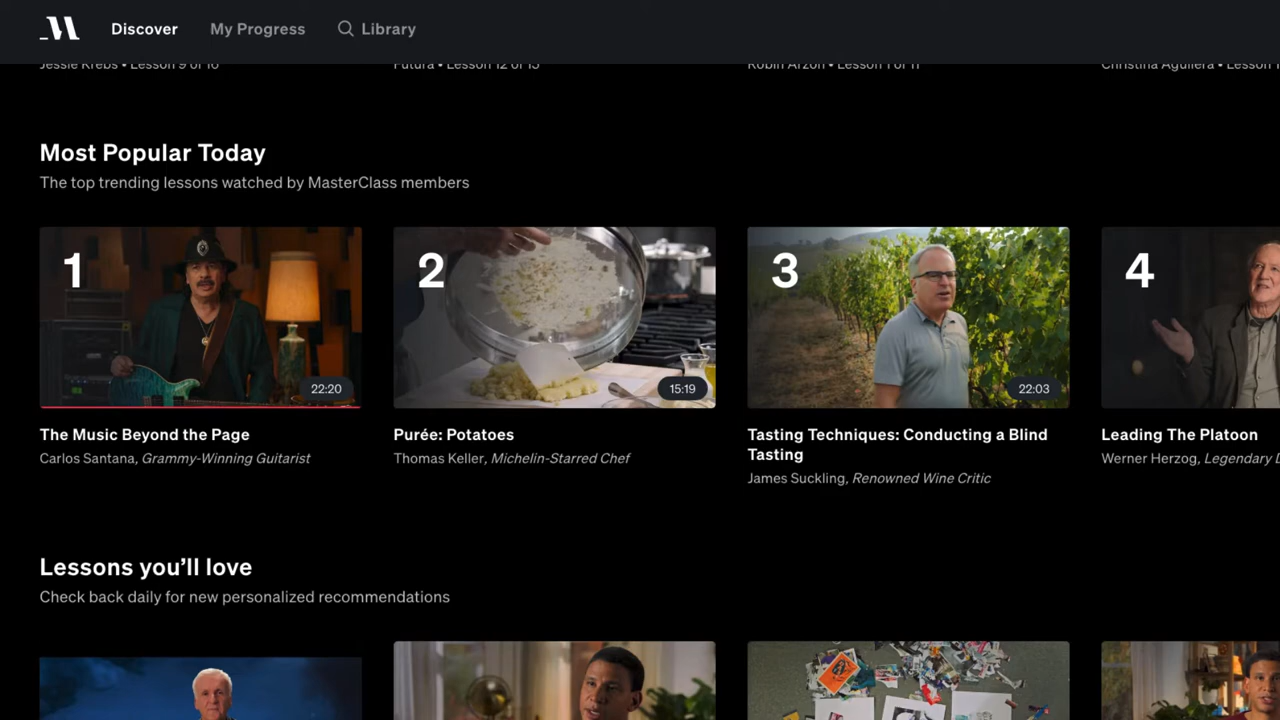 Discover My Progress Library
Jessie Krebs • Lesson 9 of 16 Futura • Lesson 12 of 15 Robin Arzón • Lesson 1 of 11 Christina Aguilera • Lesson
Most Popular Today
The top trending lessons watched by MasterClass members
1 2 3 4
22:20 15:19 22:03
The Music Beyond the Page
Carlos Santana, Grammy-Winning Guitarist
Purée: Potatoes
Thomas Keller, Michelin-Starred Chef
Tasting Techniques: Conducting a Blind
Tasting
James Suckling, Renowned Wine Critic
Leading The Platoon
Werner Herzog, Legendary
Lessons you'll love
Check back daily for new personalized recommendations